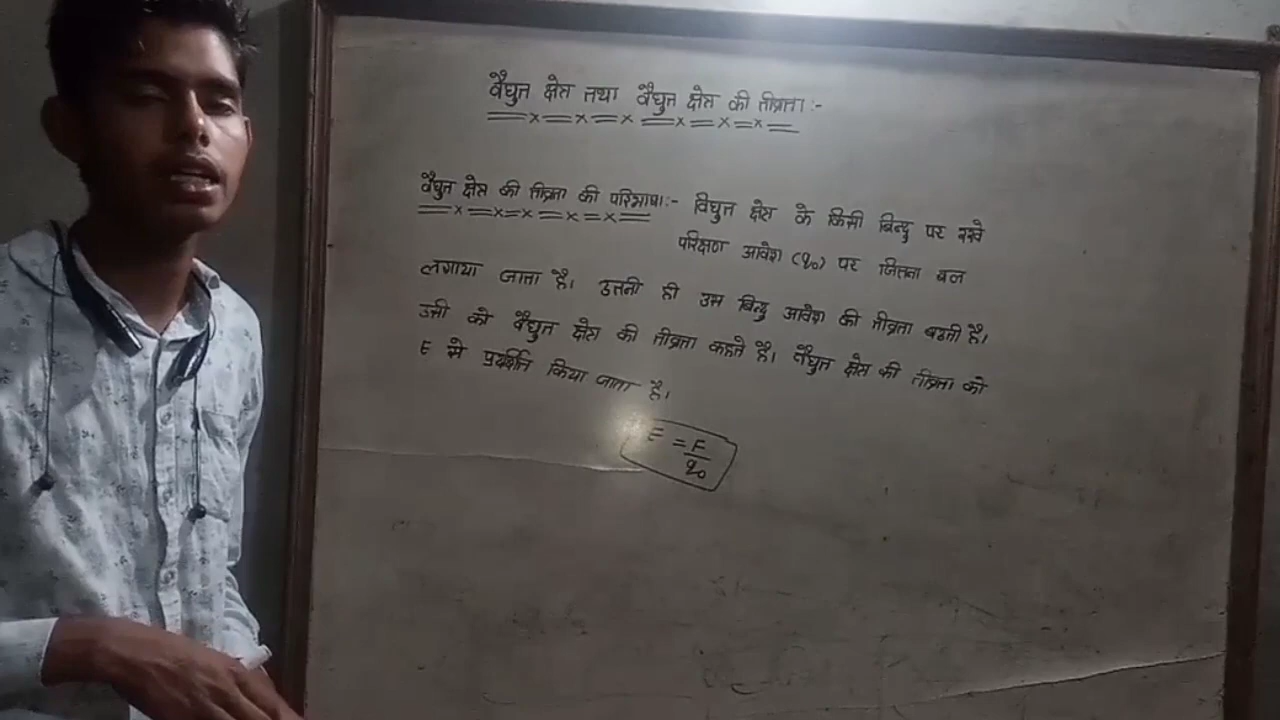 वैधुत क्षेत्र तथा वैधुत क्षेत्र की तीव्रता :-
वैधुत क्षेत्र की तीव्रता की परिभाषा:- विधुत क्षेत्र के किसी बिन्दु पर रखे
परिक्षण आवेश (q₀) पर जितना बल
लगाया जाता है। उतनी ही उस बिन्दु आवेश की तीव्रता बढती है।
उसी को वैधुत क्षेत्र की तीव्रता कहते है। वैधुत क्षेत्र की तीव्रता को
E से प्रदर्शित किया जाता है।
E = F/q₀